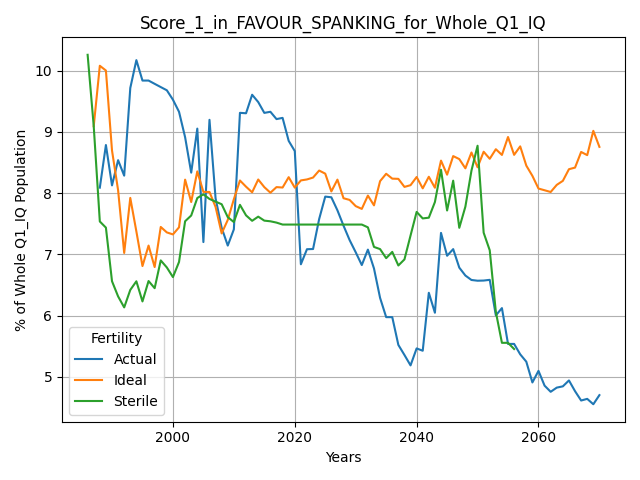 Score_1_in_FAVOUR_SPANKING_for_Whole_Q1_IQ
% of Whole Q1_IQ Population
10
9
8
7
6
5
Fertility
Actual
Ideal
Sterile
2000 2020 2040 2060
Years